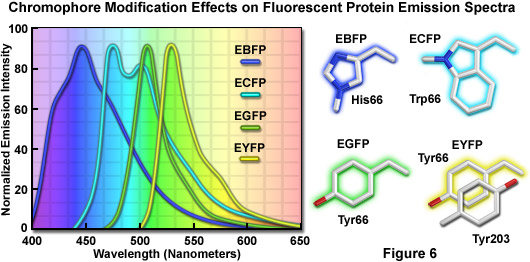 Chromophore Modification Effects on Fluorescent Protein Emission Spectra
Normalized Emission Intensity
100
80
60
40
20
0
400
450
500
550
600
650
Wavelength (Nanometers)
EBFP
ECFP
EGFP
EYFP
EBFP
His66
ECFP
Trp66
EGFP
Tyr66
EYFP
Tyr66
Tyr203
Figure 6